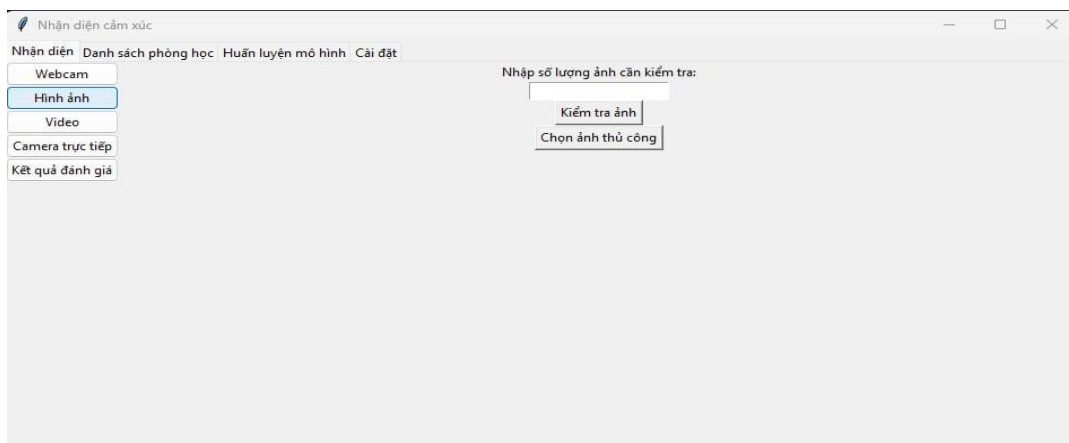 Nhận diện cảm xúc
Nhận diện Danh sách phòng học Huấn luyện mô hình Cài đặt
Webcam
Hình ảnh
Video
Camera trực tiếp
Kết quả đánh giá
Nhập số lượng ảnh cần kiểm tra:
Kiểm tra ảnh
Chọn ảnh thủ công